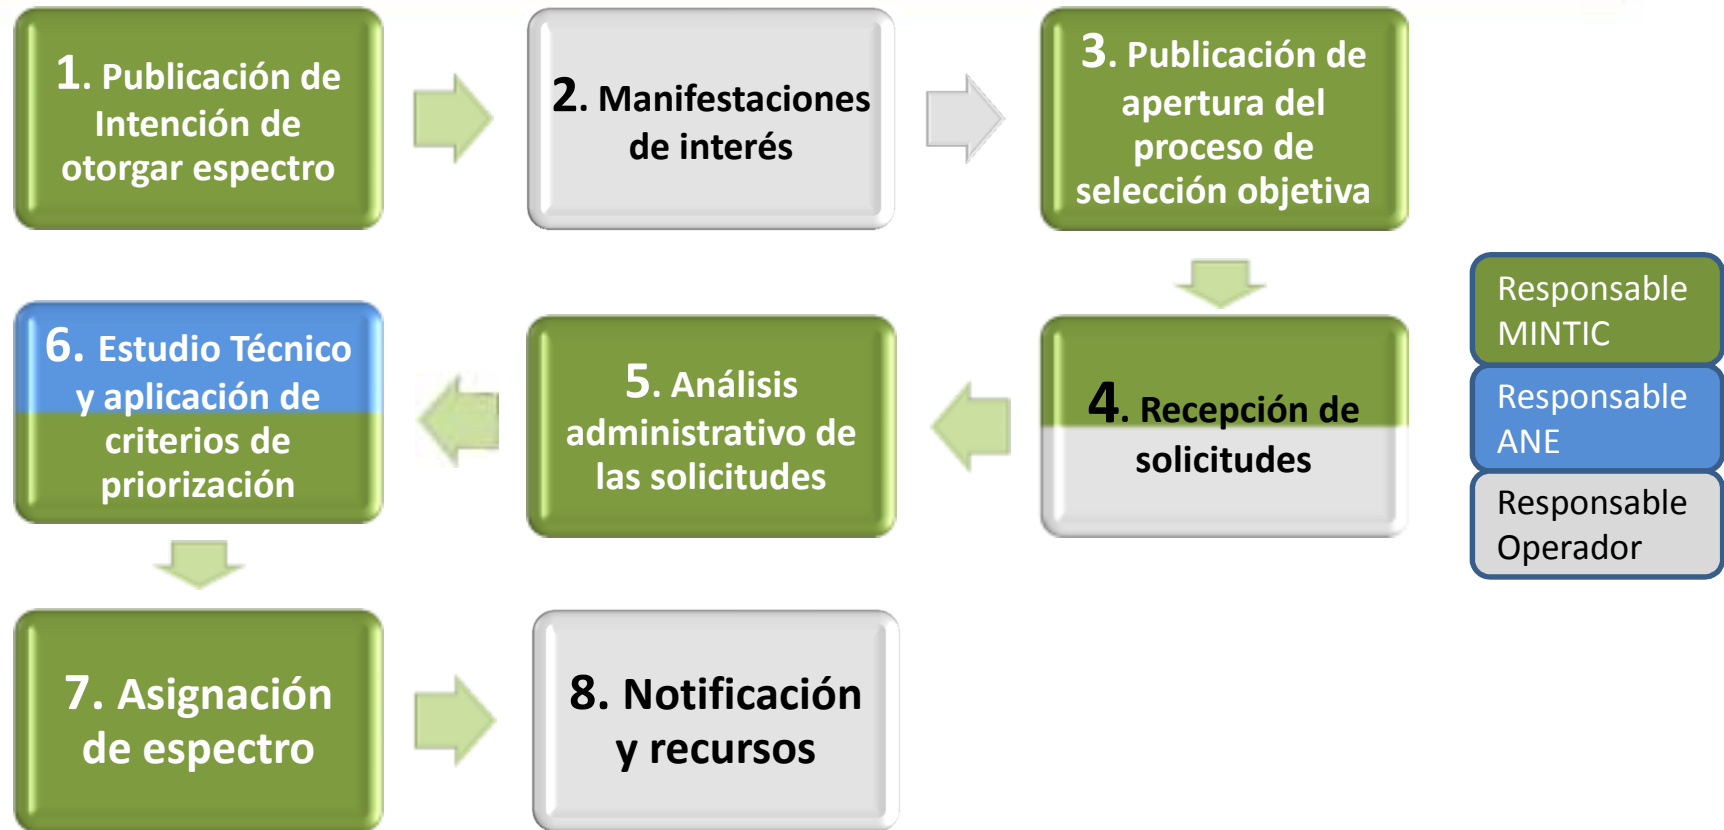 1. Publicación de
Intención de
otorgar espectro
2. Manifestaciones
de interés
3. Publicación de
apertura del
proceso de
selección objetiva
4. Recepción de
solicitudes
5. Análisis
administrativo de
las solicitudes
6. Estudio Técnico
y aplicación de
criterios de
priorización
7. Asignación
de espectro
8. Notificación
y recursos
Responsable
MINTIC
Responsable
ANE
Responsable
Operador